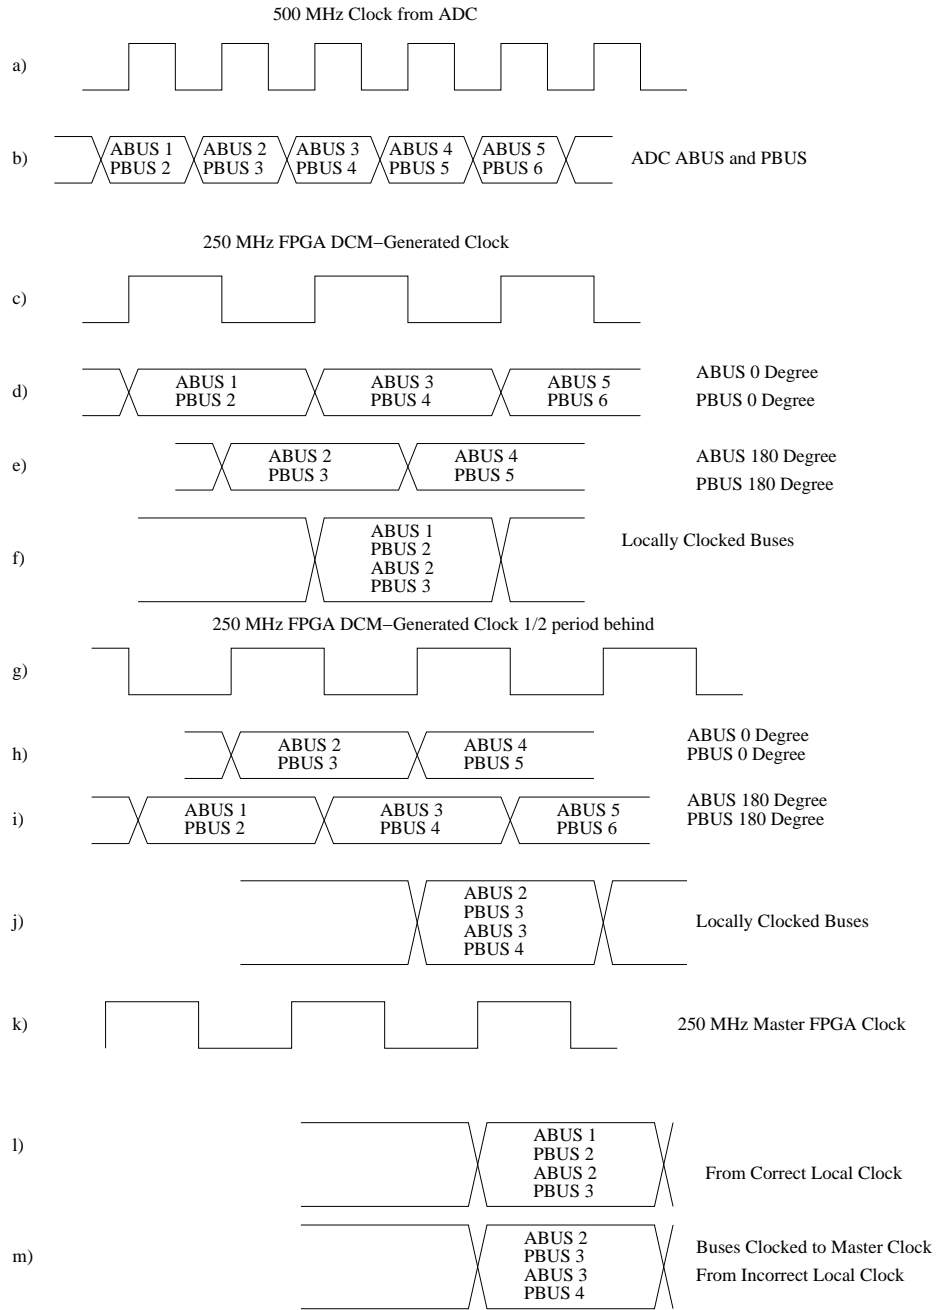 500 MHz Clock from ADC
a)
b)
ABUS 1 ABUS 2 ABUS 3 ABUS 4 ABUS 5
PBUS 2 PBUS 3 PBUS 4 PBUS 5 PBUS 6
ADC ABUS and PBUS
250 MHz FPGA DCM−Generated Clock
c)
d)
ABUS 1 ABUS 3 ABUS 5
PBUS 2 PBUS 4 PBUS 6
ABUS 0 Degree
PBUS 0 Degree
e)
ABUS 2 ABUS 4
PBUS 3 PBUS 5
ABUS 180 Degree
PBUS 180 Degree
f)
ABUS 1
PBUS 2
ABUS 2
PBUS 3
Locally Clocked Buses
250 MHz FPGA DCM−Generated Clock 1/2 period behind
g)
h)
ABUS 2 ABUS 4
PBUS 3 PBUS 5
ABUS 0 Degree
PBUS 0 Degree
i)
ABUS 1 ABUS 3 ABUS 5
PBUS 2 PBUS 4 PBUS 6
ABUS 180 Degree
PBUS 180 Degree
j)
ABUS 2
PBUS 3
ABUS 3
PBUS 4
Locally Clocked Buses
k)
250 MHz Master FPGA Clock
l)
ABUS 1
PBUS 2
ABUS 2
PBUS 3
From Correct Local Clock
m)
ABUS 2
PBUS 3
ABUS 3
PBUS 4
Buses Clocked to Master Clock
From Incorrect Local Clock